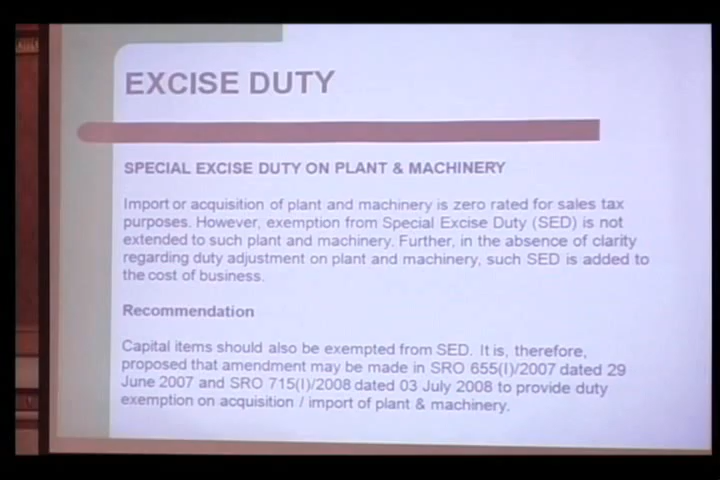 EXCISE DUTY
SPECIAL EXCISE DUTY ON PLANT & MACHINERY
Import or acquisition of plant and machinery is zero rated for sales tax
purposes. However, exemption from Special Excise Duty (SED) is not
extended to such plant and machinery. Further, in the absence of clarity
regarding duty adjustment on plant and machinery, such SED is added to
the cost of business.
Recommendation
Capital items should also be exempted from SED. It is, therefore,
proposed that amendment may be made in SRO 655(I)/2007 dated 29
June 2007 and SRO 715(I)/2008 dated 03 July 2008 to provide duty
exemption on acquisition / import of plant & machinery.